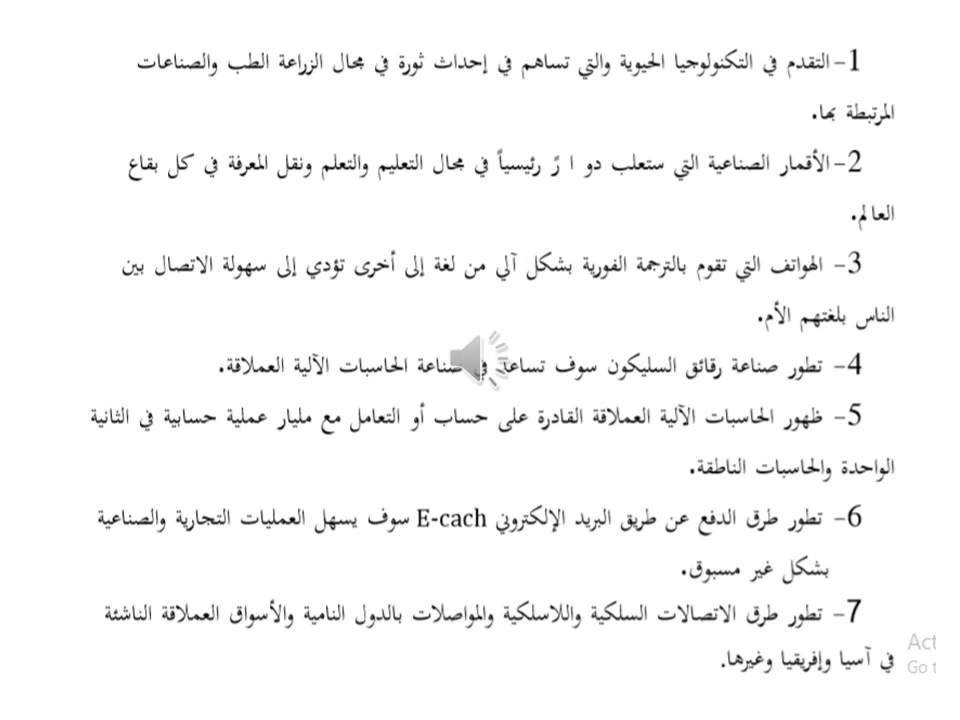 1- التقدم في التكنولوجيا الحيوية والتي تساهم في إحداث ثورة في مجال الزراعة الطب والصناعات
المرتبطة بها.
2- الأقمار الصناعية التي ستعلب دو ا رً رئيسياً في مجال التعليم والتعلم ونقل المعرفة في كل بقاع
العالم.
3- الهواتف التي تقوم بالترجمة الفورية بشكل آلي من لغة إلى أخرى تؤدي إلى سهولة الاتصال بين
الناس بلغتهم الأم.
4- تطور صناعة رقائق السليكون سوف تساعد في صناعة الحاسبات الآلية العملاقة.
5- ظهور الحاسبات الآلية العملاقة القادرة على حساب أو التعامل مع مليار عملية حسابية في الثانية
الواحدة والحاسبات الناطقة.
6- تطور طرق الدفع عن طريق البريد الإلكتروني E-cach سوف يسهل العمليات التجارية والصناعية
بشكل غير مسبوق.
7- تطور طرق الاتصالات السلكية واللاسلكية والمواصلات بالدول النامية والأسواق العملاقة الناشئة
في آسيا وإفريقيا وغيرها.
Act
Go t